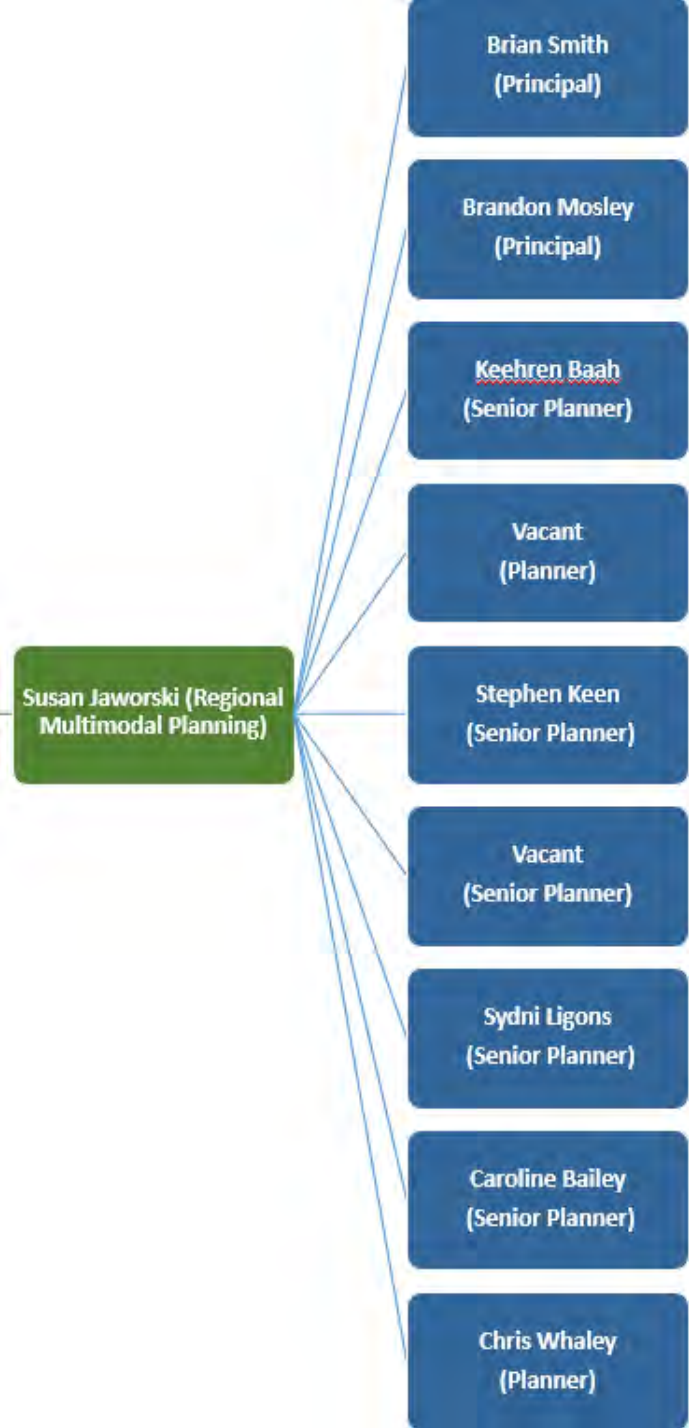 Brian Smith
(Principal)
Brandon Mosley
(Principal)
Keehren Baah
(Senior Planner)
Vacant
(Planner)
Susan Jaworski (Regional
Multimodal Planning)
Stephen Keen
(Senior Planner)
Vacant
(Senior Planner)
Sydni Ligons
(Senior Planner)
Caroline Bailey
(Senior Planner)
Chris Whaley
(Planner)